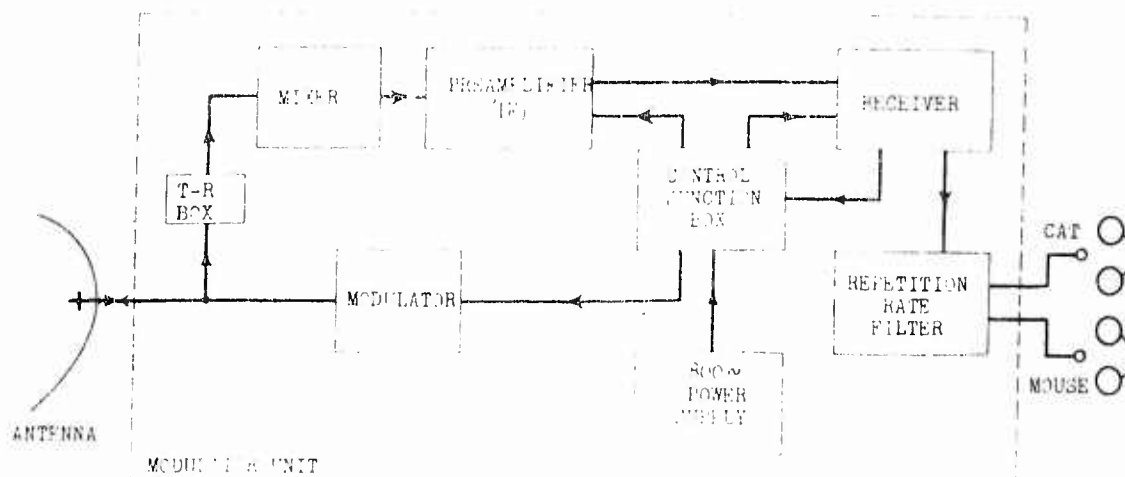 MIXER
PREAMPLIFIER
(IF)
RECEIVER
T-R
BOX
CONTROL
JUNCTION
BOX
CAT
MODULATOR
REPETITION
RATE
FILTER
MOUSE
POWER
SUPPLY
ANTENNA
UNIT